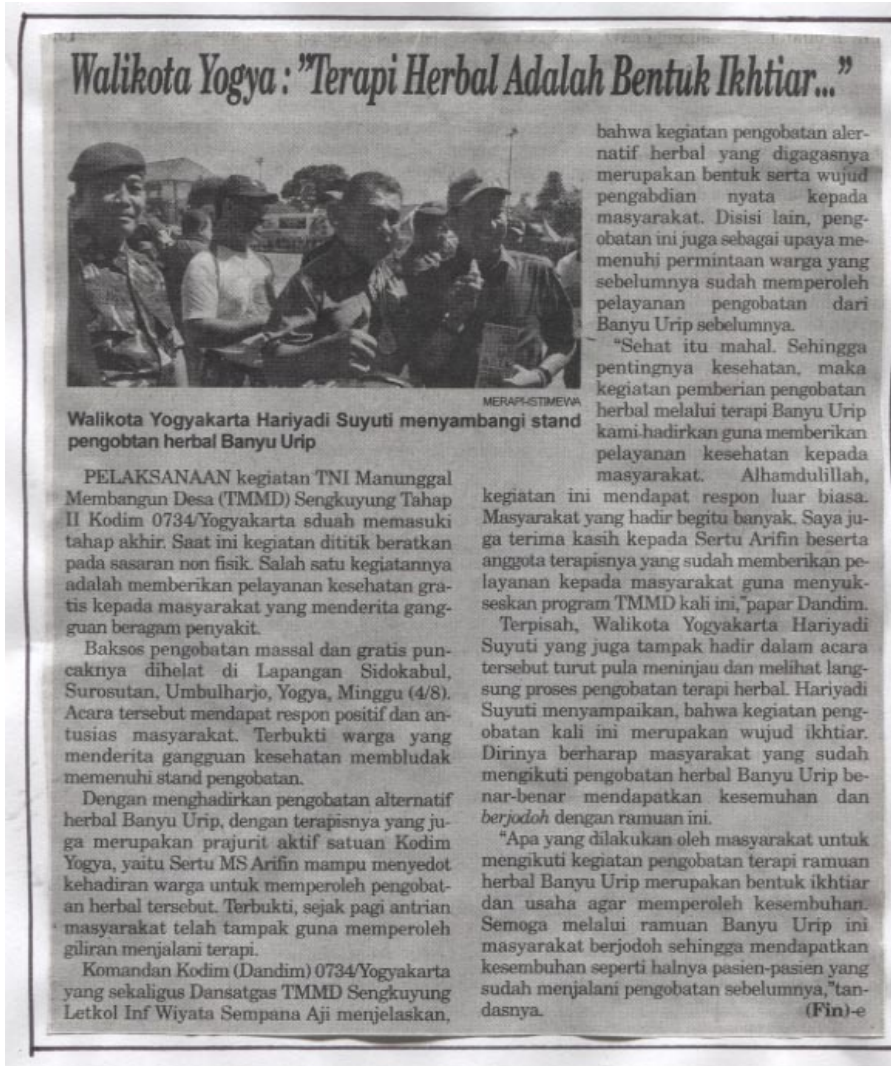 Walikota Yogya : "Terapi Herbal Adalah Bentuk Ikhtiar..."
MERAPI-ISTIMEWA
Walikota Yogyakarta Hariyadi Suyuti menyambangi stand
pengobtan herbal Banyu Urip
PELAKSANAAN kegiatan TNI Manunggal
Membangun Desa (TMMD) Sengkuyung Tahap
II Kodim 0734/Yogyakarta sduah memasuki
tahap akhir. Saat ini kegiatan dititik beratkan
pada sasaran non fisik. Salah satu kegiatannya
adalah memberikan pelayanan kesehatan gra-
tis kepada masyarakat yang menderita gang-
guan beragam penyakit.
Baksos pengobatan massal dan gratis pun-
caknya dihelat di Lapangan Sidokabul,
Surosutan, Umbulharjo, Yogya, Minggu (4/8).
Acara tersebut mendapat respon positif dan an-
tusias masyarakat. Terbukti warga yang
menderita gangguan kesehatan membludak
memenuhi stand pengobatan.
Dengan menghadirkan pengobatan alternatif
herbal Banyu Urip, dengan terapisnya yang ju-
ga merupakan prajurit aktif satuan Kodim
Yogya, yaitu Sertu MS Arifin mampu menyedot
kehadiran warga untuk memperoleh pengobat-
an herbal tersebut. Terbukti, sejak pagi antrian
masyarakat telah tampak guna memperoleh
giliran menjalani terapi.
Komandan Kodim (Dandim) 0734/Yogyakarta
yang sekaligus Dansatgas TMMD Sengkuyung
Letkol Inf Wiyata Sempana Aji menjelaskan,
bahwa kegiatan pengobatan aler-
natif herbal yang digagasnya
merupakan bentuk serta wujud
pengabdian nyata kepada
masyarakat. Disisi lain, peng-
obatan ini juga sebagai upaya me-
menuhi permintaan warga yang
sebelumnya sudah memperoleh
pelayanan pengobatan dari
Banyu Urip sebelumnya.
"Sehat itu mahal. Sehingga
pentingnya kesehatan, maka
kegiatan pemberian pengobatan
herbal melalui terapi Banyu Urip
kami hadirkan guna memberikan
pelayanan kesehatan kepada
masyarakat. Alhamdulillah,
kegiatan ini mendapat respon luar biasa.
Masyarakat yang hadir begitu banyak. Saya ju-
ga terima kasih kepada Sertu Arifin beserta
anggota terapisnya yang sudah memberikan pe-
layanan kepada masyarakat guna menyuk-
seskan program TMMD kali ini,"papar Dandim.
Terpisah, Walikota Yogyakarta Hariyadi
Suyuti yang juga tampak hadir dalam acara
tersebut turut pula meninjau dan melihat lang-
sung proses pengobatan terapi herbal. Hariyadi
Suyuti menyampaikan, bahwa kegiatan peng-
obatan kali ini merupakan wujud ikhtiar.
Dirinya berharap masyarakat yang sudah
mengikuti pengobatan herbal Banyu Urip be-
nar-benar mendapatkan kesemuhan dan
berjodoh dengan ramuan ini.
"Apa yang dilakukan oleh masyarakat untuk
mengikuti kegiatan pengobatan terapi ramuan
herbal Banyu Urip merupakan bentuk ikhtiar
dan usaha agar memperoleh kesembuhan.
Semoga melalui ramuan Banyu Urip ini
masyarakat berjodoh sehingga mendapatkan
kesembuhan seperti halnya pasien-pasien yang
sudah menjalani pengobatan sebelumnya,"tan-
dasnya. (Fin)-e